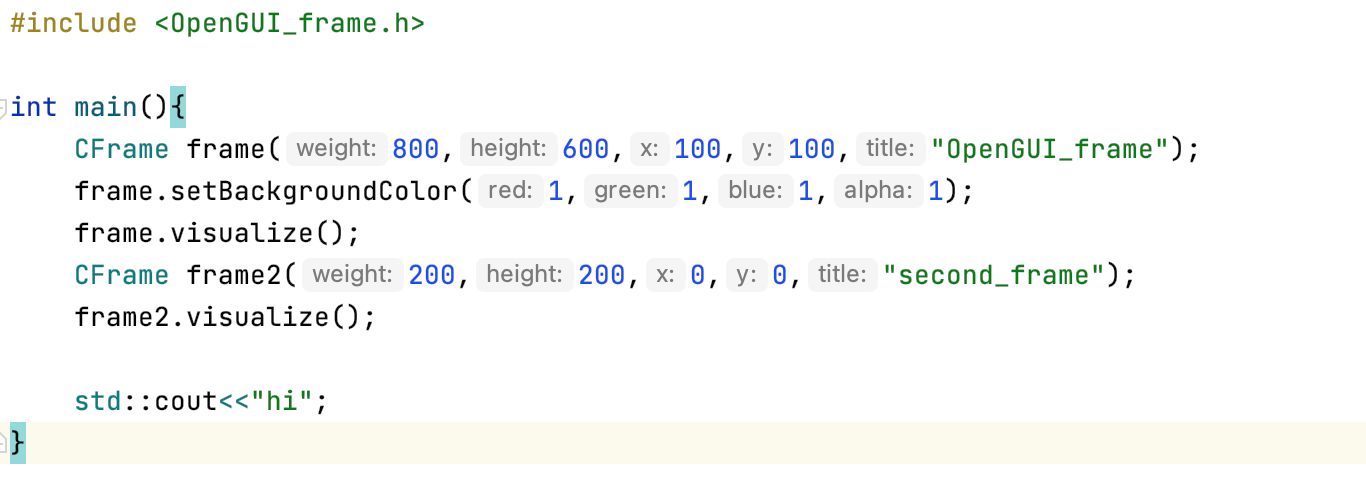 #include <OpenGUI_frame.h>
int main(){
CFrame frame( weight: 800, height: 600, x: 100, y: 100, title: "OpenGUI_frame");
frame.setBackgroundColor( red: 1, green: 1, blue: 1, alpha: 1);
frame.visualize();
CFrame frame2( weight: 200, height: 200, x: 0, y: 0, title: "second_frame");
frame2.visualize();
std::cout<<"hi";
}